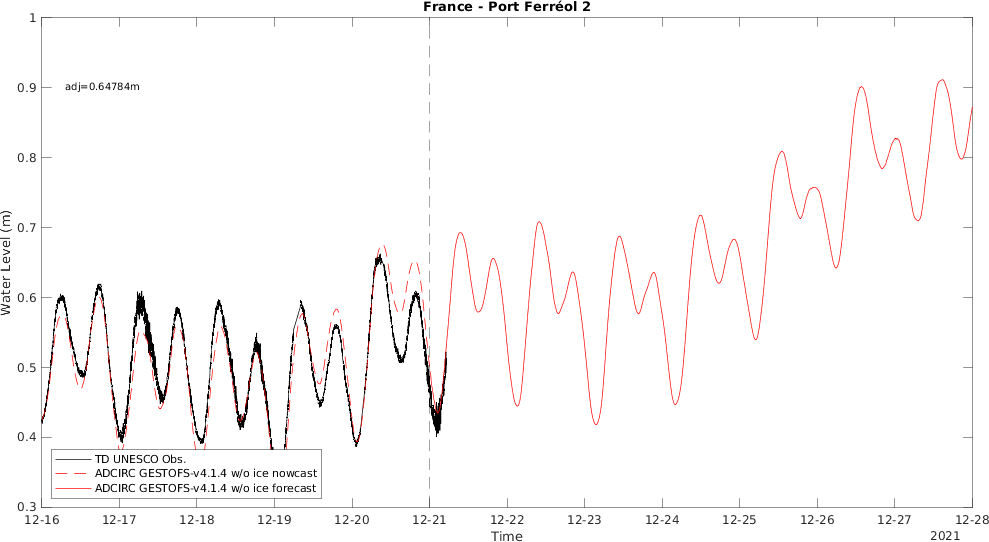 France - Port Ferréol 2
1
0.9
0.8
0.7
0.6
0.5
0.4
0.3
Water Level (m)
adj=0.64784m
TD UNESCO Obs.
ADCIRC GESTOFS-v4.1.4 w/o ice nowcast
ADCIRC GESTOFS-v4.1.4 w/o ice forecast
12-16 12-17 12-18 12-19 12-20 12-21 12-22 12-23 12-24 12-25 12-26 12-27 12-28
Time
2021